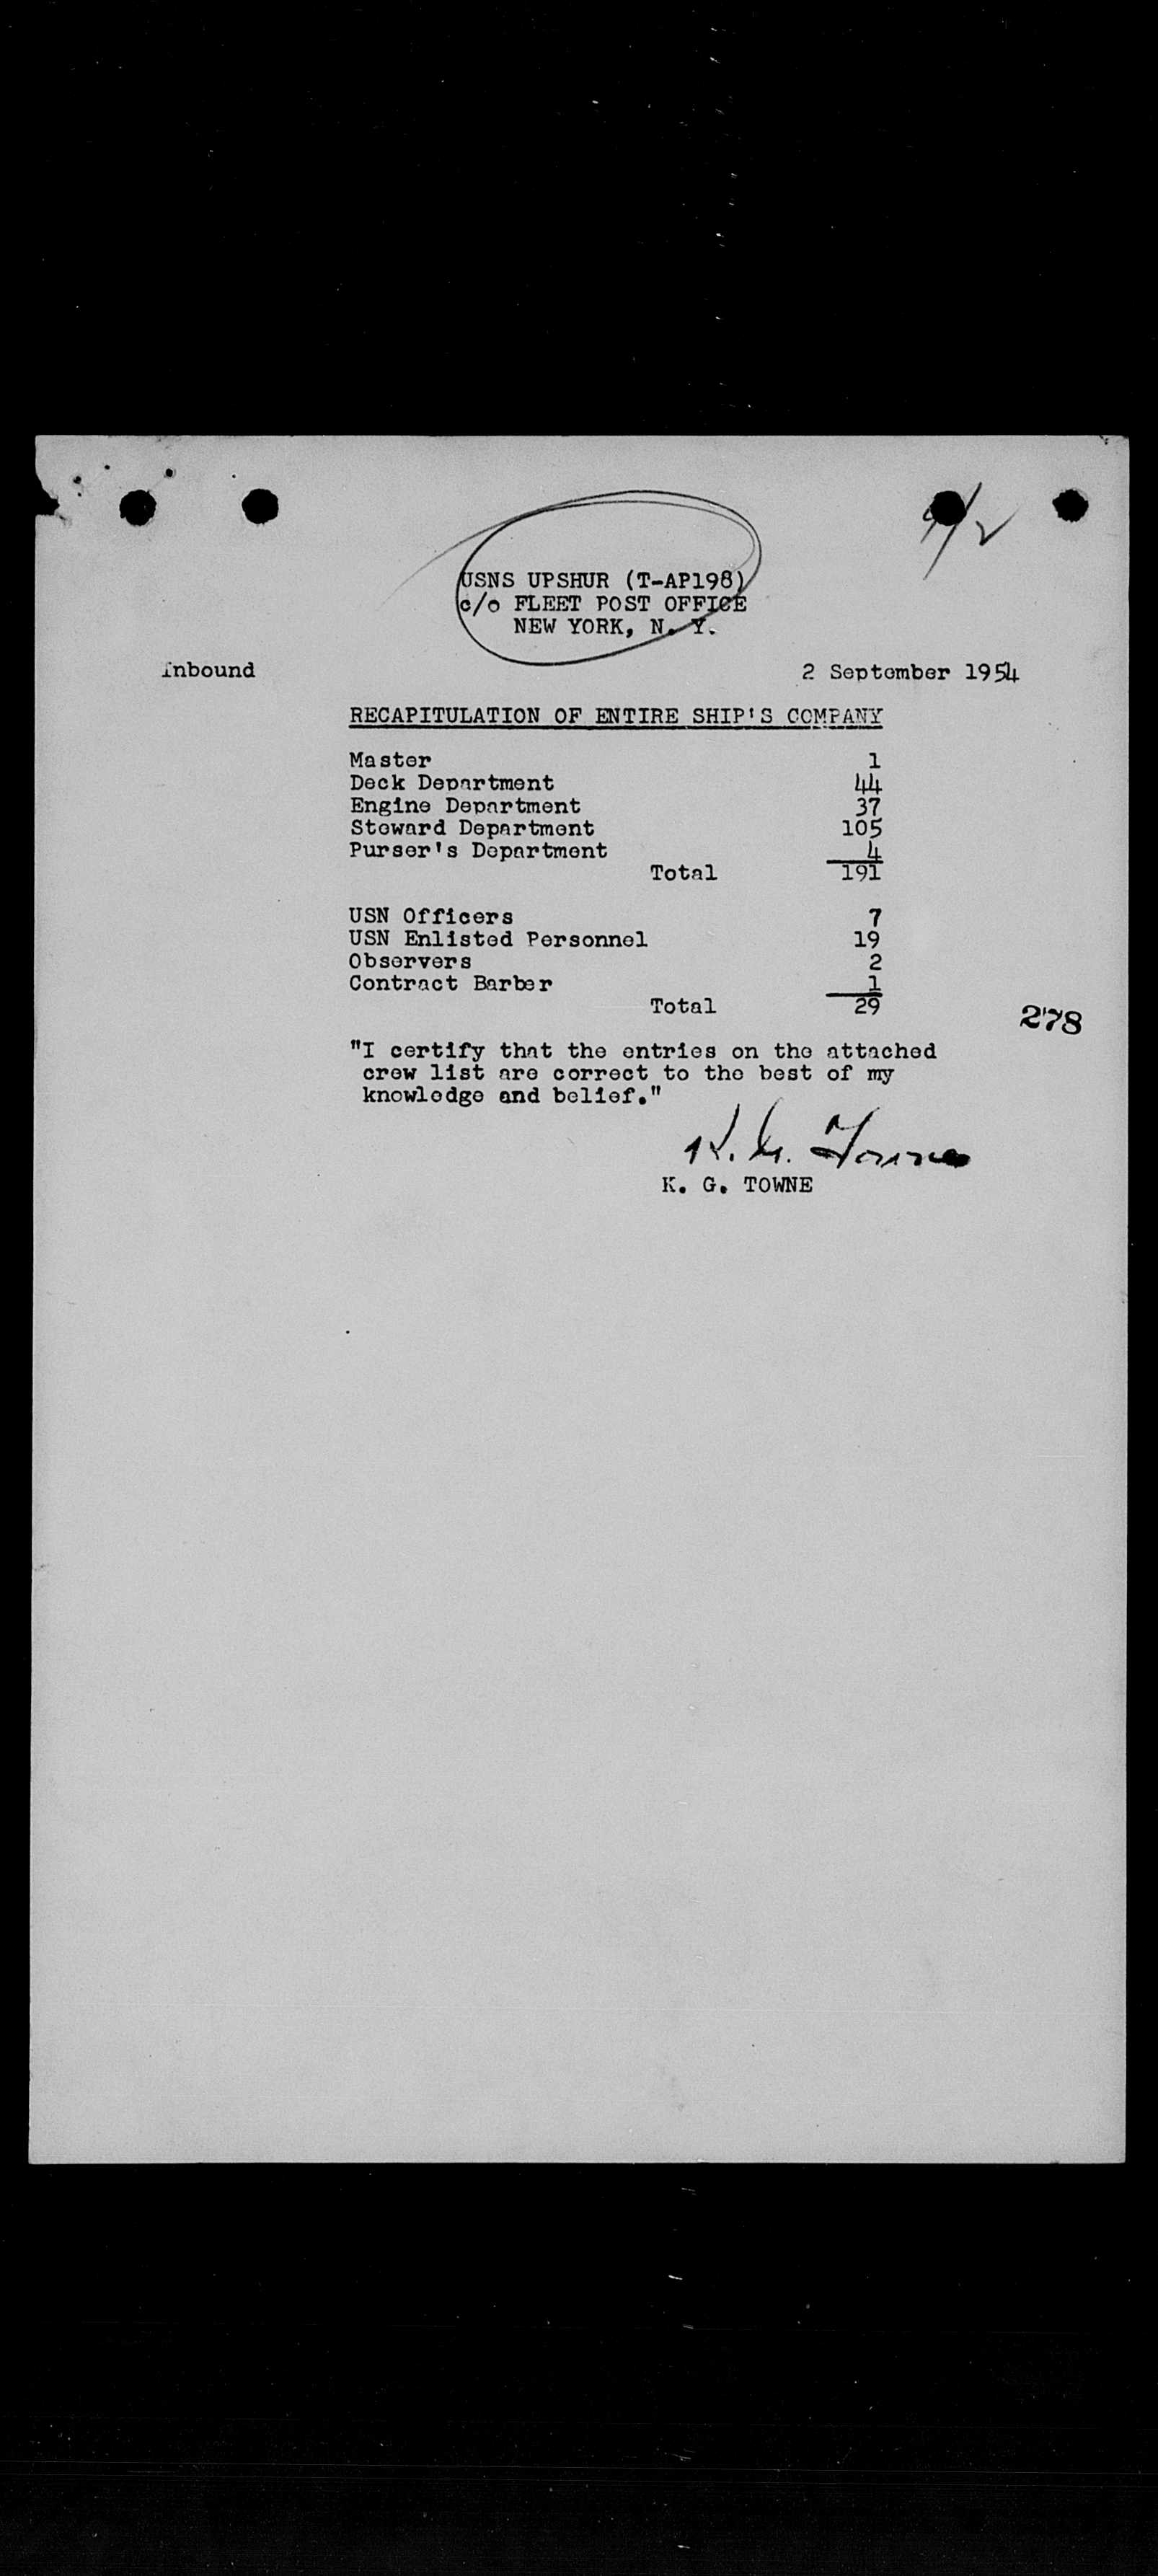 9/2
USNS UPSHUR (T-AP198)
c/o FLEET POST OFFICE
NEW YORK, N. Y.
Inbound 2 September 1954
RECAPITULATION OF ENTIRE SHIP'S COMPANY
Master 1
Deck Department 44
Engine Department 37
Steward Department 105
Purser's Department 4
Total 191
USN Officers 7
USN Enlisted Personnel 19
Observers 2
Contract Barber 1
Total 29
278
"I certify that the entries on the attached
crew list are correct to the best of my
knowledge and belief."
K. G. Towne
K. G. TOWNE